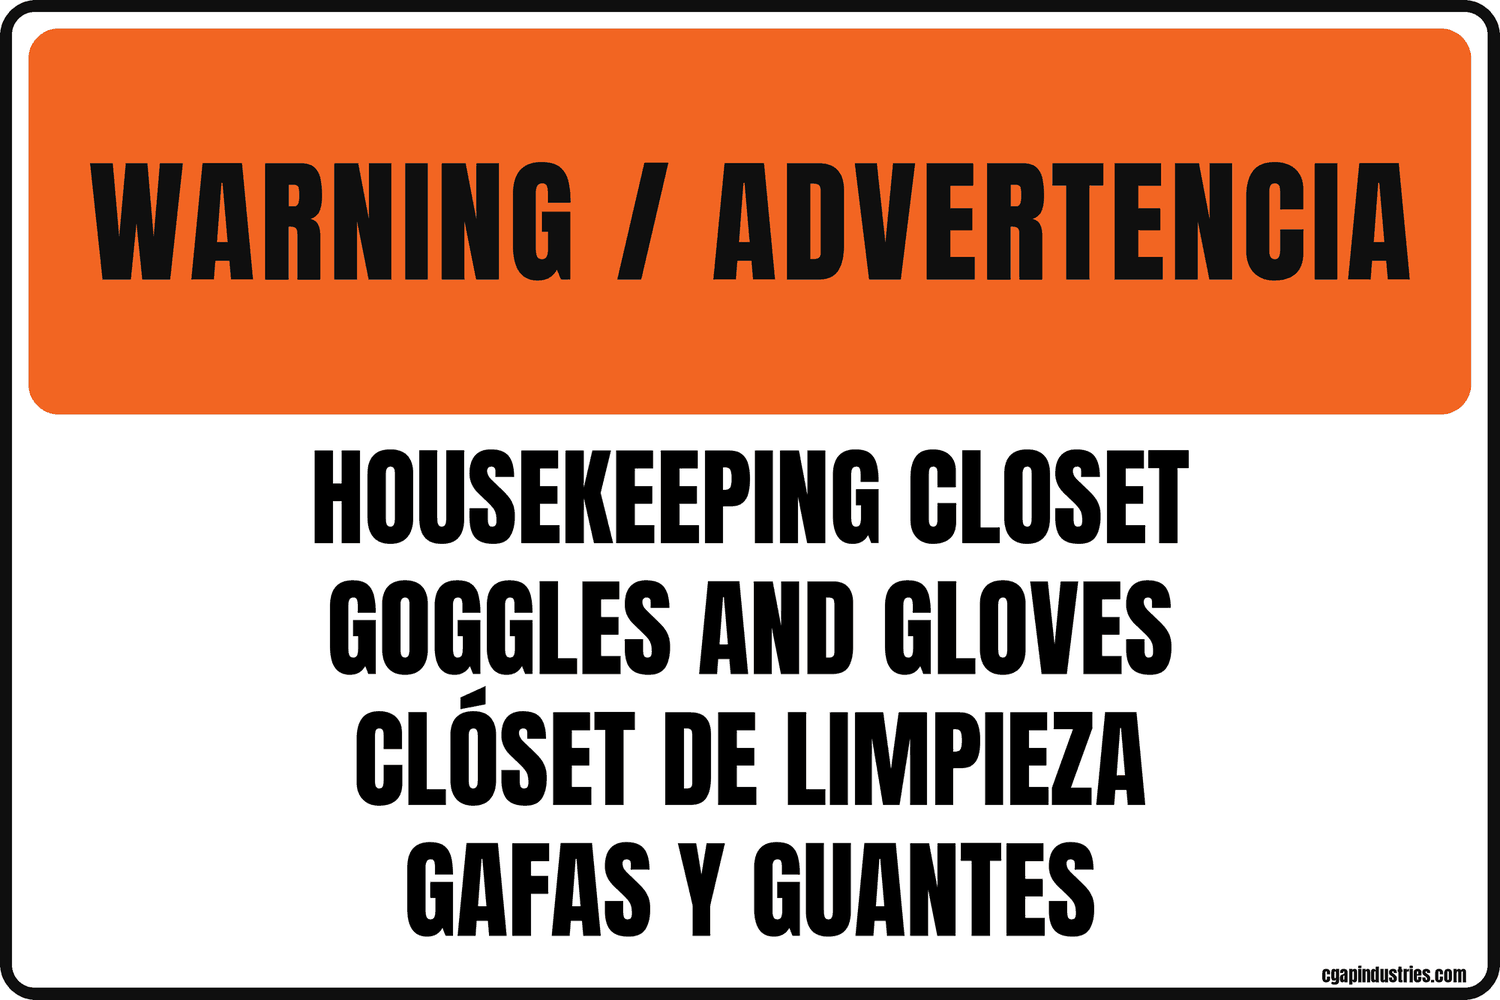 WARNING / ADVERTENCIA
HOUSEKEEPING CLOSET
GOGGLES AND GLOVES
CLÓSET DE LIMPIEZA
GAFAS Y GUANTES
cgapindustries.com